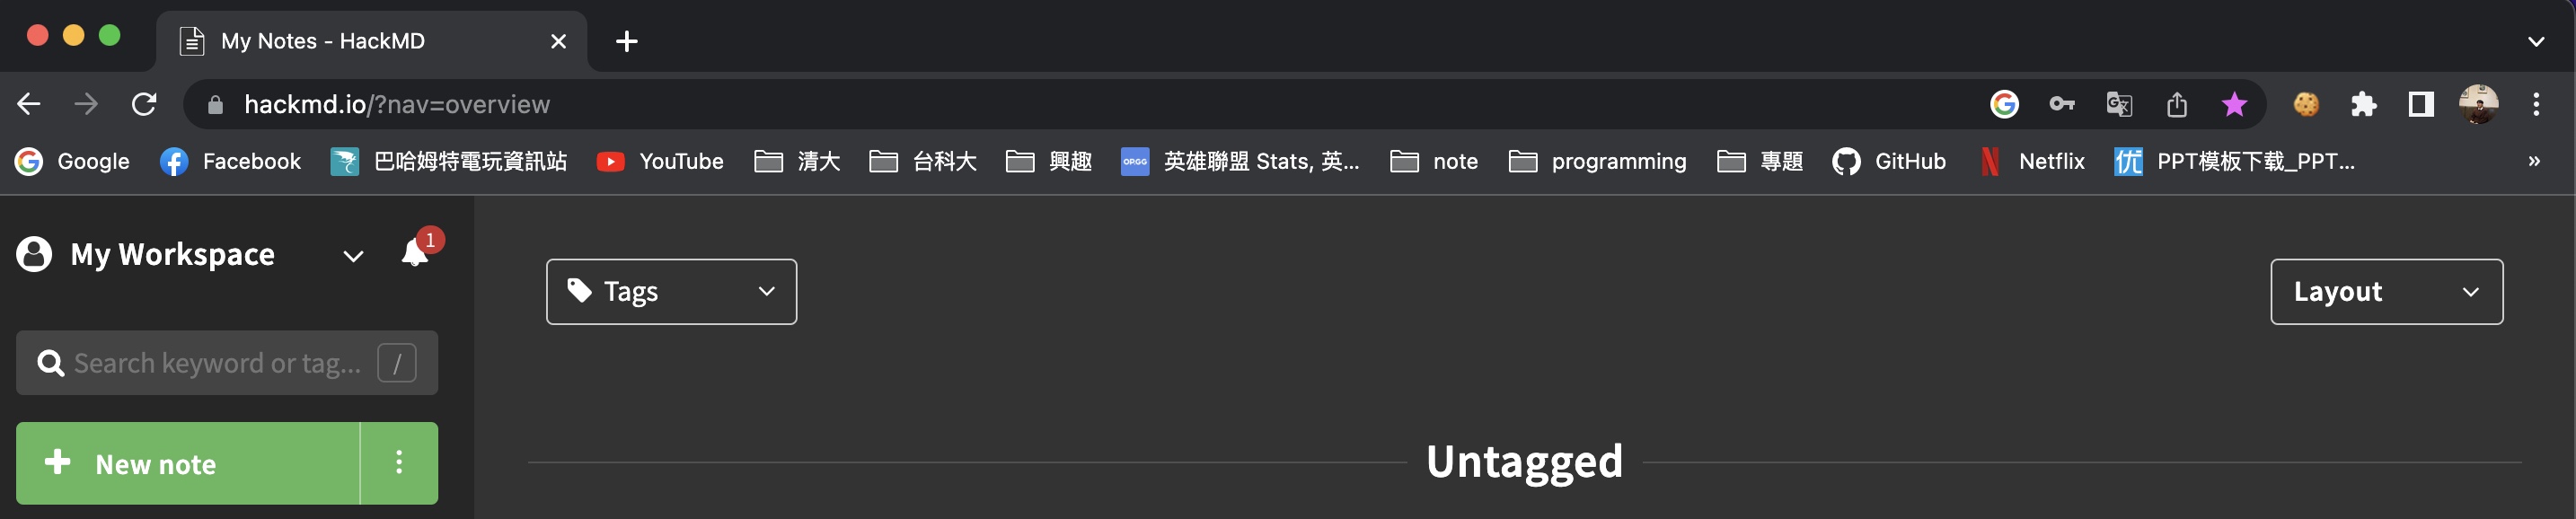 My Notes - HackMD
hackmd.io/?nav=overview
Google Facebook 巴哈姆特電玩資訊站 YouTube 清大 台科大 興趣 OP.GG 英雄聯盟 Stats, 英... note programming 專題 GitHub Netflix 优 PPT模板下载_PPT...
My Workspace 1
Tags Layout
Search keyword or tag... /
New note
Untagged